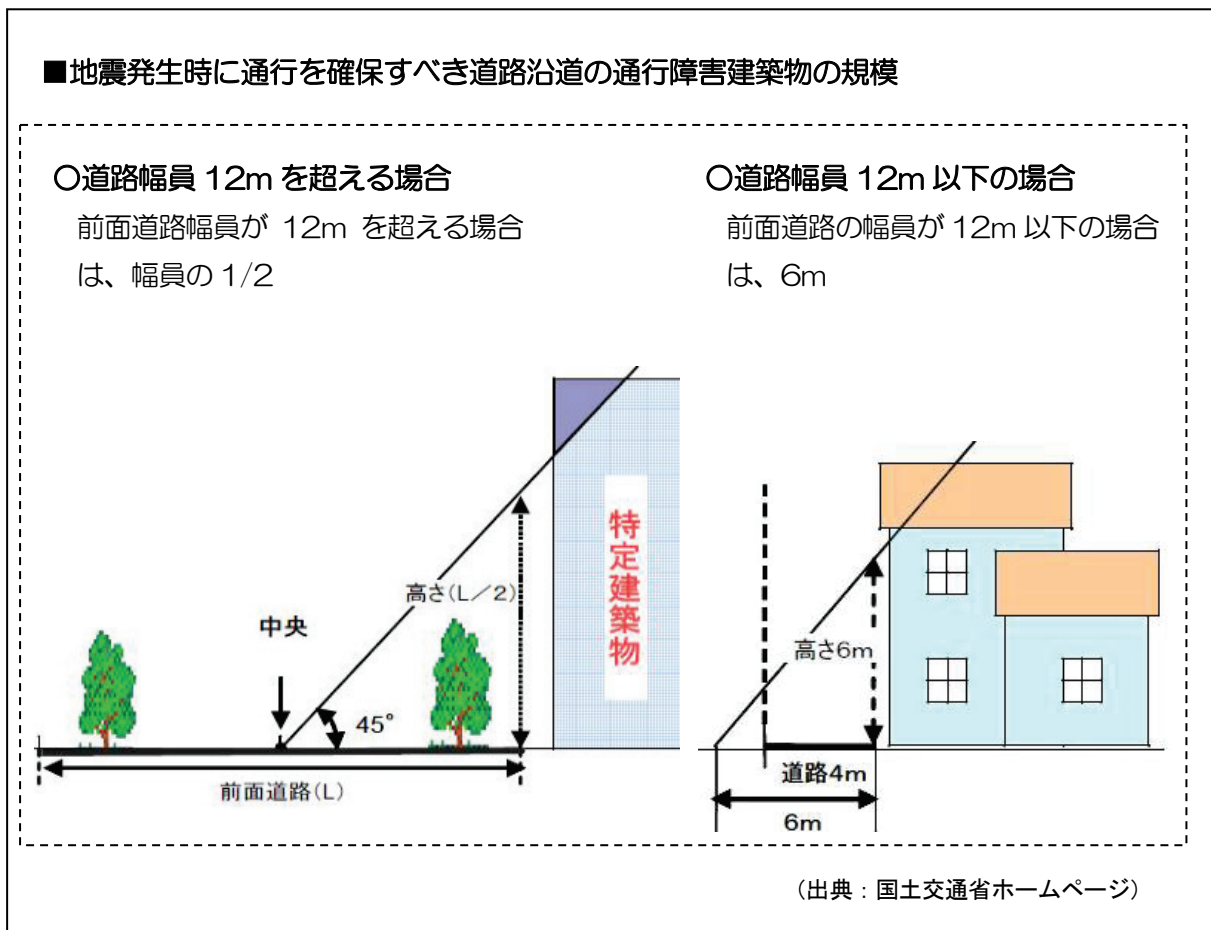 ■地震発生時に通行を確保すべき道路沿道の通行障害建築物の規模
〇道路幅員 12m を超える場合
前面道路幅員が 12m を超える場合
は、幅員の 1/2
〇道路幅員 12m 以下の場合
前面道路の幅員が 12m 以下の場合
は、6m
特定建築物
高さ(L/2)
中央
45°
前面道路(L)
高さ6m
道路4m
6m
(出典:国土交通省ホームページ)